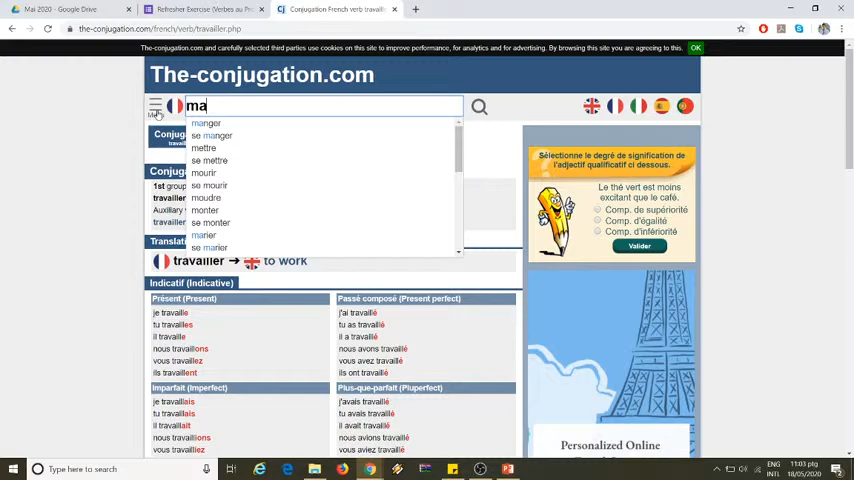 Mai 2020 - Google Drive
Refresher Exercise (Verbes au Pr
Conjugation French verb travaille
the-conjugation.com/french/verb/travailler.php
The-conjugation.com and carefully selected third parties use cookies on this site to improve performance, for analytics and for advertising. By browsing this site you are agreeing to this.
OK
The-conjugation.com
ma
manger
se manger
mettre
se mettre
mourir
se mourir
moudre
monter
se monter
marier
se marier
Conjug
travaille
Conjuga
1st group
travailler
Auxiliary v
travailler
Transla
travailler ➔ to work
Indicatif (Indicative)
Présent (Present)
je travaille
tu travailles
il travaille
nous travaillons
vous travaillez
ils travaillent
Passé composé (Present perfect)
j'ai travaillé
tu as travaillé
il a travaillé
nous avons travaillé
vous avez travaillé
ils ont travaillé
Imparfait (Imperfect)
je travaillais
tu travaillais
il travaillait
nous travaillions
vous travailliez
Plus-que-parfait (Pluperfect)
j'avais travaillé
tu avais travaillé
il avait travaillé
nous avions travaillé
vous aviez travaillé
Sélectionne le degré de signification de
l'adjectif qualificatif ci dessous.
Le thé vert est moins
excitant que le café.
Comp. de supériorité
Comp. d'égalité
Comp. d'infériorité
Valider
Personalized Online
Type here to search
ENG
INTL
11:03 ptg
18/05/2020